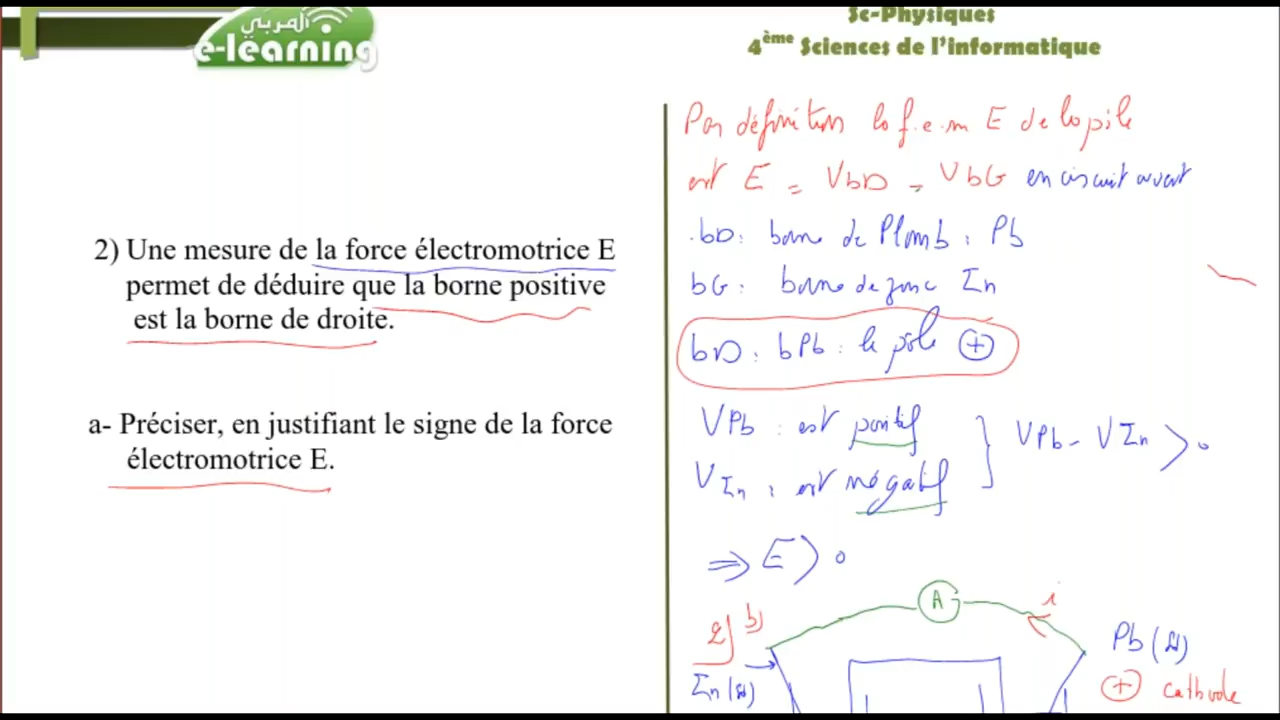 العربي
e-learning
Sc-Physiques
4ème Sciences de l'informatique
2) Une mesure de la force électromotrice E
permet de déduire que la borne positive
est la borne de droite.
a- Préciser, en justifiant le signe de la force
électromotrice E.
Par définition la f.e.m E de la pile
est E = VbD - VbG en circuit ouvert
bD : borne de Plomb : Pb
bG : borne de zinc Zn
bD : bPb : le pôle +
VPb : est positif
VZn : est négatif
} VPb - VZn > 0
⇒ E > 0
2) b)
A
i
Zn(s)
Pb(s)
+ cathode